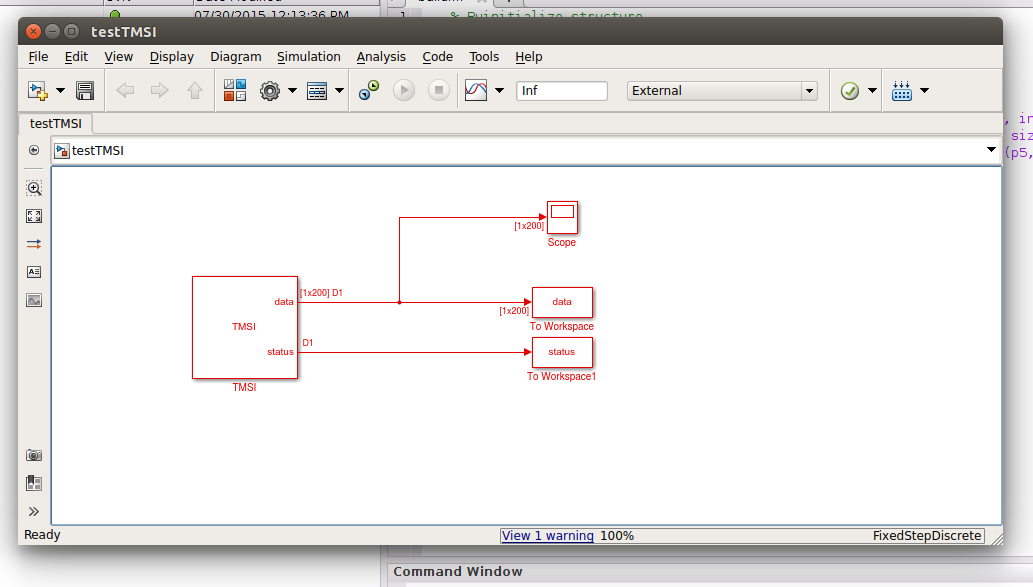 07/30/2015 12:13:36 PM
1
testTMSI
File Edit View Display Diagram Simulation Analysis Code Tools Help
Inf
External
testTMSI
testTMSI
[1x200]
Scope
data
[1x200] D1
TMSI
status
D1
TMSI
[1x200]
data
To Workspace
status
To Workspace1
, in
siz
(p5,
Ready
View 1 warning 100%
FixedStepDiscrete
Command Window